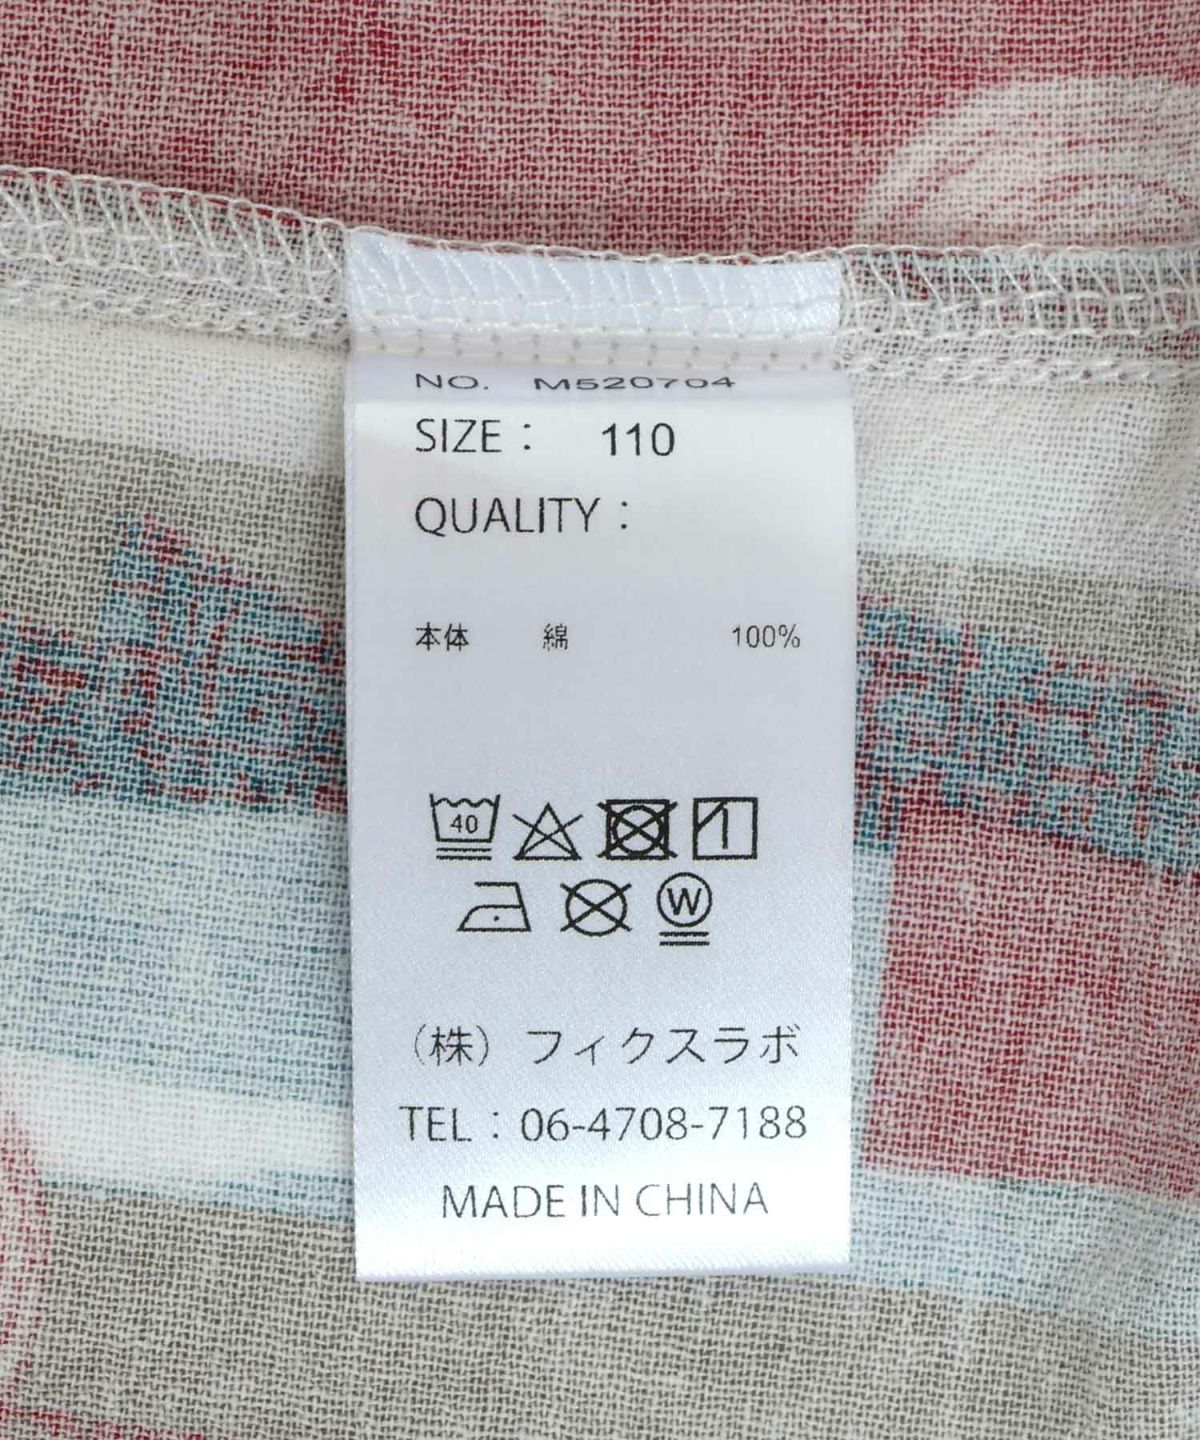 NO. M520704
SIZE： 110
QUALITY：
本体 綿 100%
40
W
（株）フィクスラボ
TEL：06-4708-7188
MADE IN CHINA